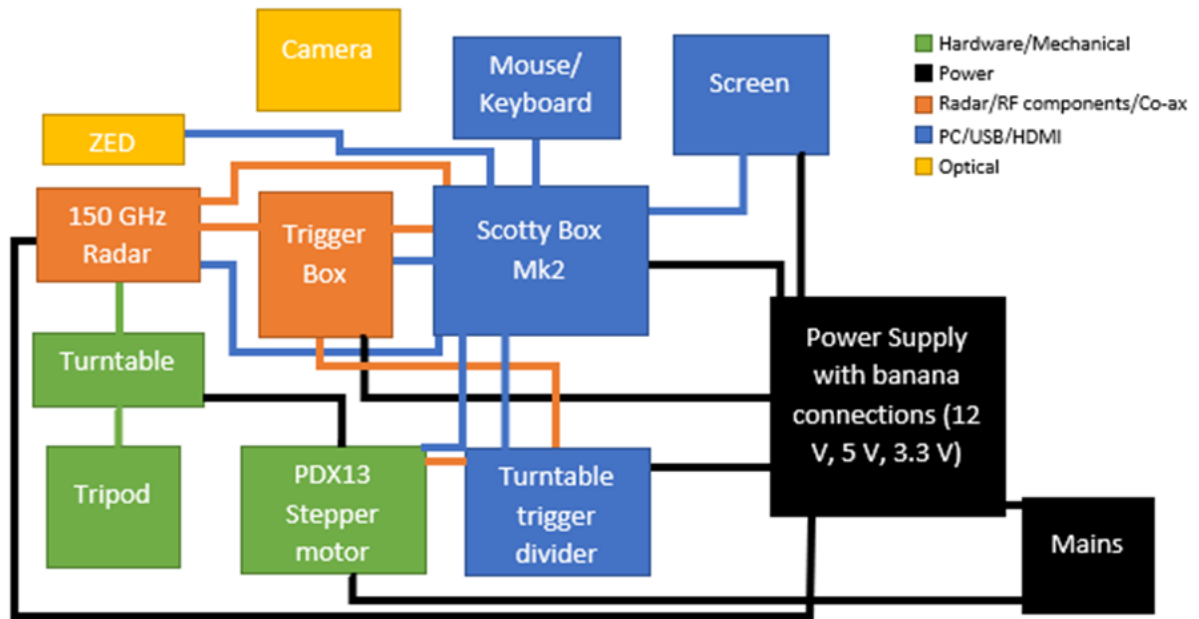 Camera
Mouse/
Keyboard
Screen
Hardware/Mechanical
Power
Radar/RF components/Co-ax
PC/USB/HDMI
Optical
ZED
150 GHz
Radar
Trigger
Box
Scotty Box
Mk2
Turntable
Power Supply
with banana
connections (12
V, 5 V, 3.3 V)
Tripod
PDX13
Stepper
motor
Turntable
trigger
divider
Mains